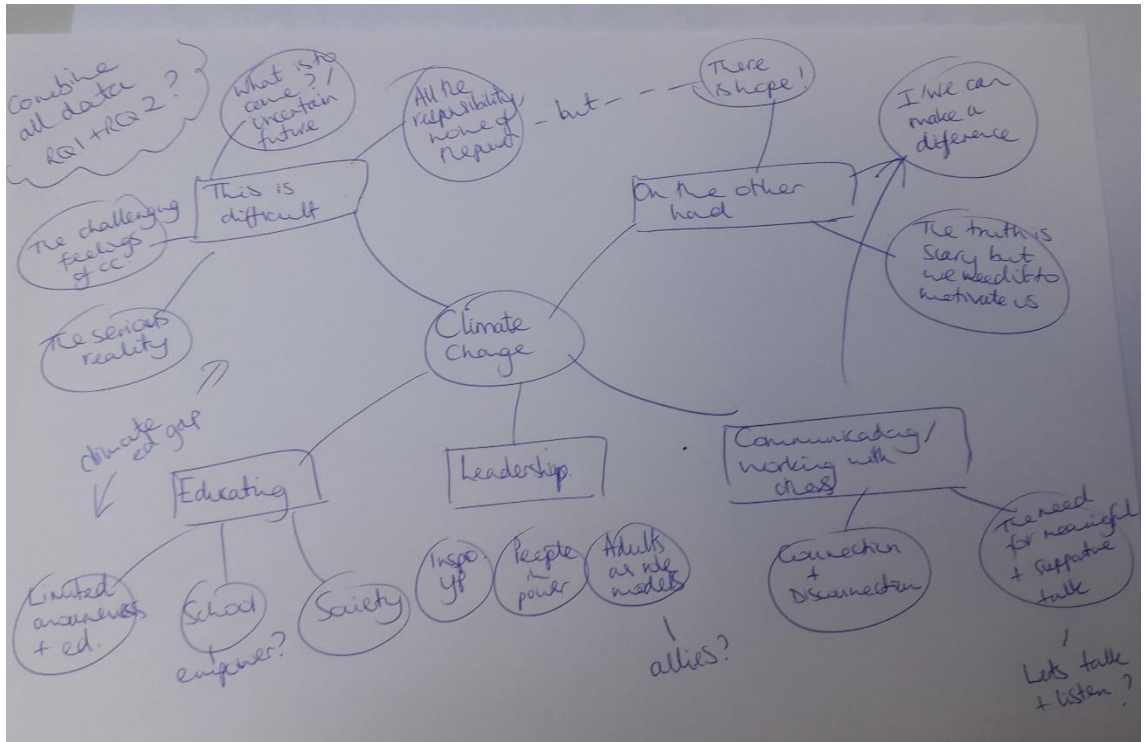 Combine
all data
RQ1 + RQ2 ?
What is to
come? /
uncertain
future
All the
responsibility
none of
the power
- but -
There
is hope!
I/we can
make a
difference
This is
difficult
On the other
hand
The challenging
feelings
of cc
The truth is
scary but
we need it to
motivate us
The serious
reality
Climate
Change
climate
ed gap
Educating
Leadership.
Communicating/
working with
others
Limited
awareness
+ ed.
School
empower?
Society
Inspo.
YP
People
in
power
Adults
as role
models
allies?
Connection
+
Disconnection
The need
for meaningful
+ supportive
talk
Lets talk
+ listen?